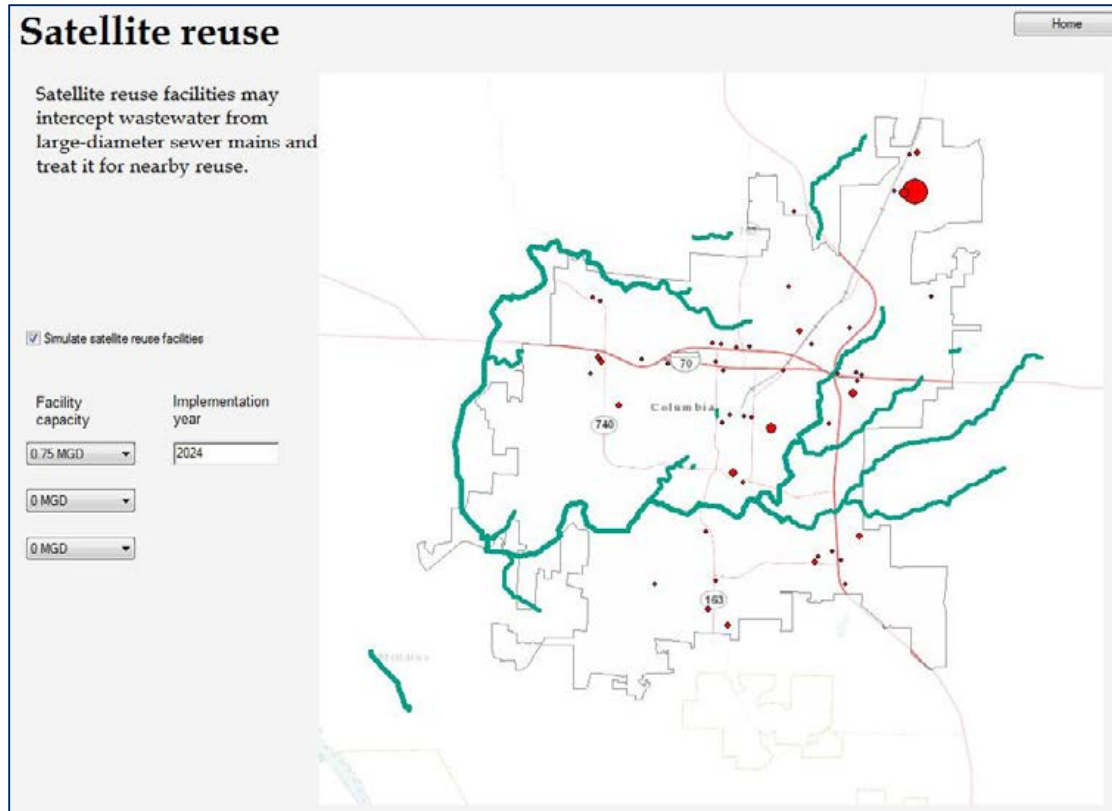 Satellite reuse
Home
Satellite reuse facilities may
intercept wastewater from
large-diameter sewer mains and
treat it for nearby reuse.
Simulate satellite reuse facilities
Facility
capacity
Implementation
year
0.75 MGD
2024
0 MGD
0 MGD
70
Columbia
740
163